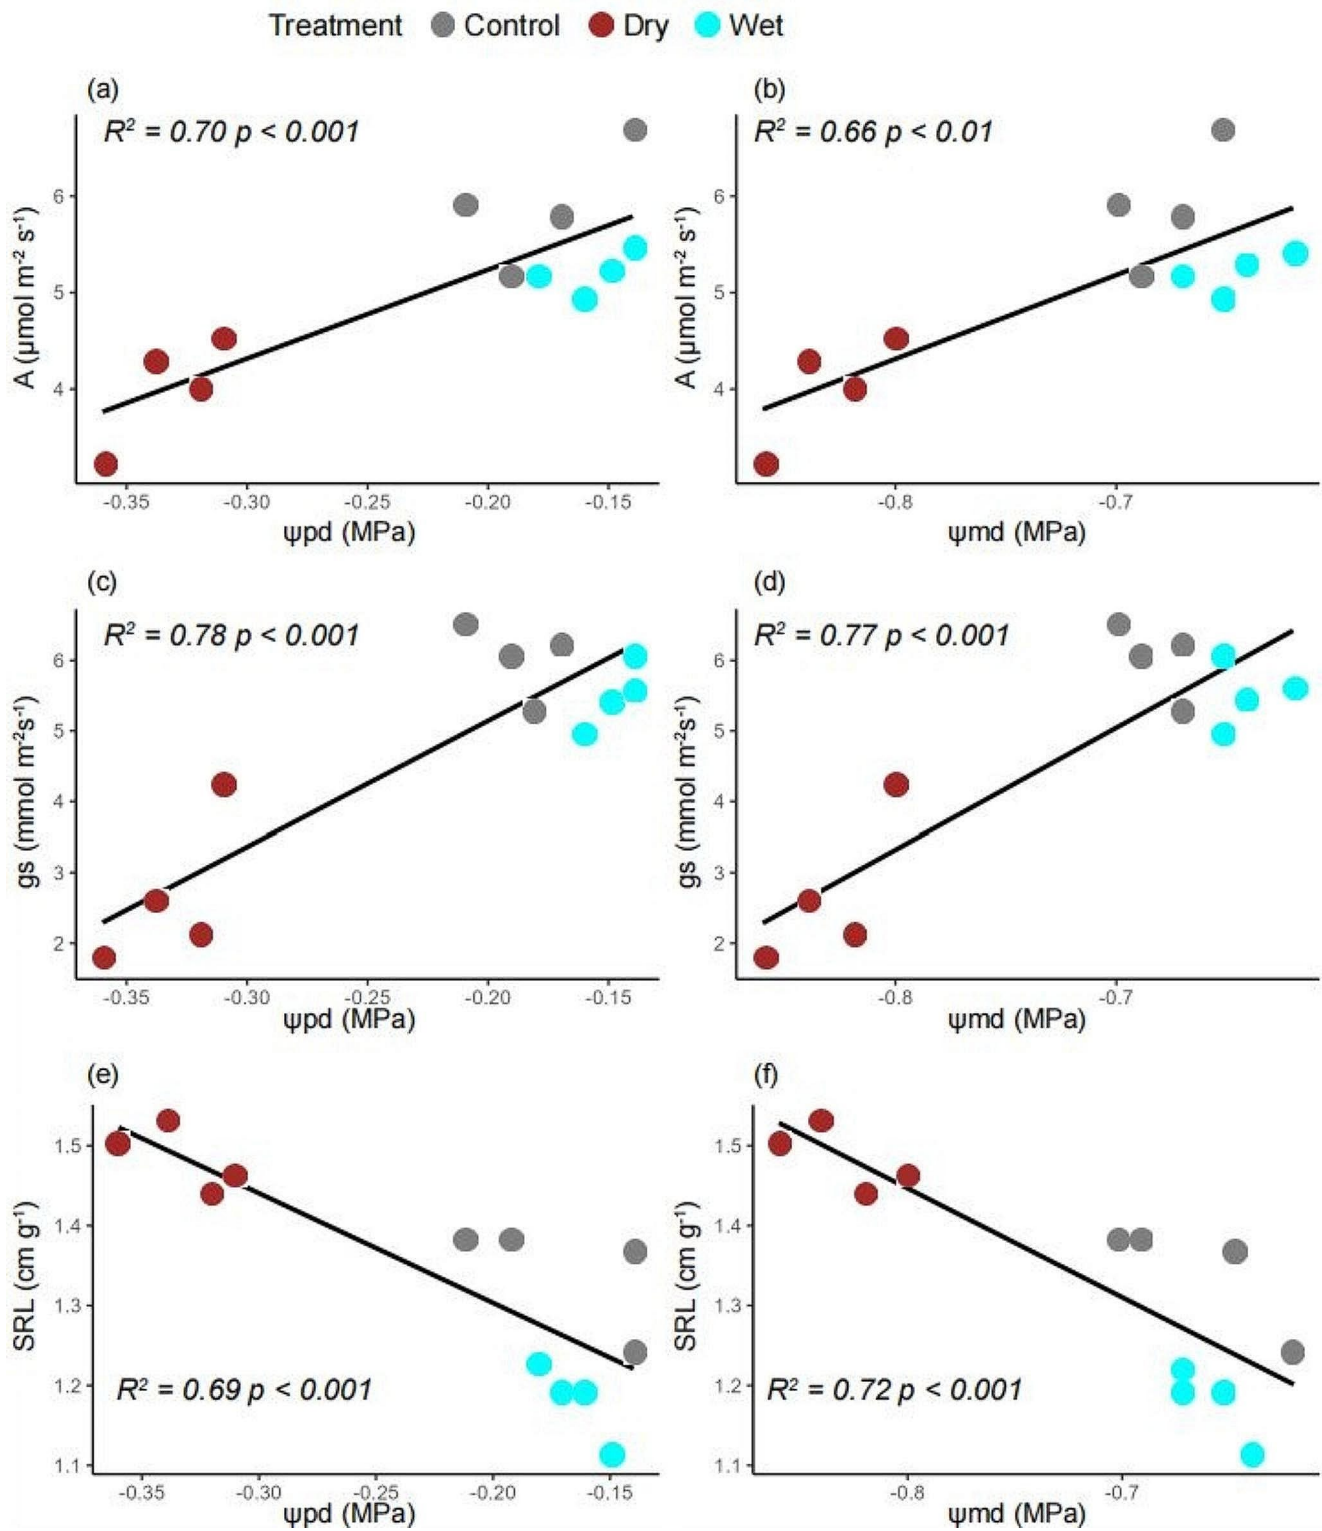 Treatment Control Dry Wet
(a)
R² = 0.70 p < 0.001
A (μmol m⁻² s⁻¹)
6
5
4
-0.35 -0.30 -0.25 -0.20 -0.15
ψpd (MPa)
(b)
R² = 0.66 p < 0.01
A (μmol m⁻² s⁻¹)
6
5
4
-0.8 -0.7
ψmd (MPa)
(c)
R² = 0.78 p < 0.001
gs (mmol m⁻²s⁻¹)
6
5
4
3
2
-0.35 -0.30 -0.25 -0.20 -0.15
ψpd (MPa)
(d)
R² = 0.77 p < 0.001
gs (mmol m⁻²s⁻¹)
6
5
4
3
2
-0.8 -0.7
ψmd (MPa)
(e)
R² = 0.69 p < 0.001
SRL (cm g⁻¹)
1.5
1.4
1.3
1.2
1.1
-0.35 -0.30 -0.25 -0.20 -0.15
ψpd (MPa)
(f)
R² = 0.72 p < 0.001
SRL (cm g⁻¹)
1.5
1.4
1.3
1.2
1.1
-0.8 -0.7
ψmd (MPa)